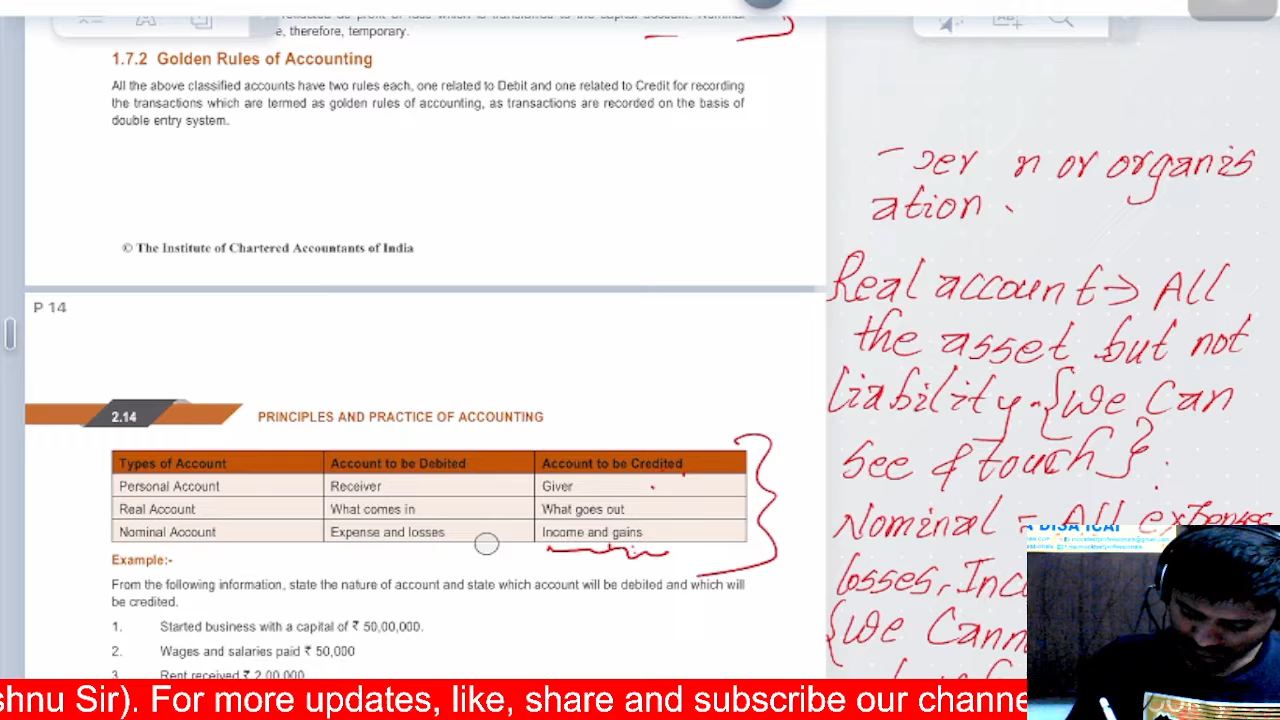 e, therefore, temporary.
1.7.2 Golden Rules of Accounting
All the above classified accounts have two rules each, one related to Debit and one related to Credit for recording
the transactions which are termed as golden rules of accounting, as transactions are recorded on the basis of
double entry system.
© The Institute of Chartered Accountants of India
P 14
2.14 PRINCIPLES AND PRACTICE OF ACCOUNTING
Types of Account Account to be Debited Account to be Credited
Personal Account Receiver Giver
Real Account What comes in What goes out
Nominal Account Expense and losses Income and gains
Example:-
From the following information, state the nature of account and state which account will be debited and which will
be credited.
1. Started business with a capital of ₹ 50,00,000.
2. Wages and salaries paid ₹ 50,000
3. Rent received ₹ 2,00,000
n or organis
ation.
Real account → All
the asset but not
liability. {We Can
see & touch}.
Nominal = All expenses
losses, Inc
{We Cann
shnu Sir). For more updates, like, share and subscribe our channe